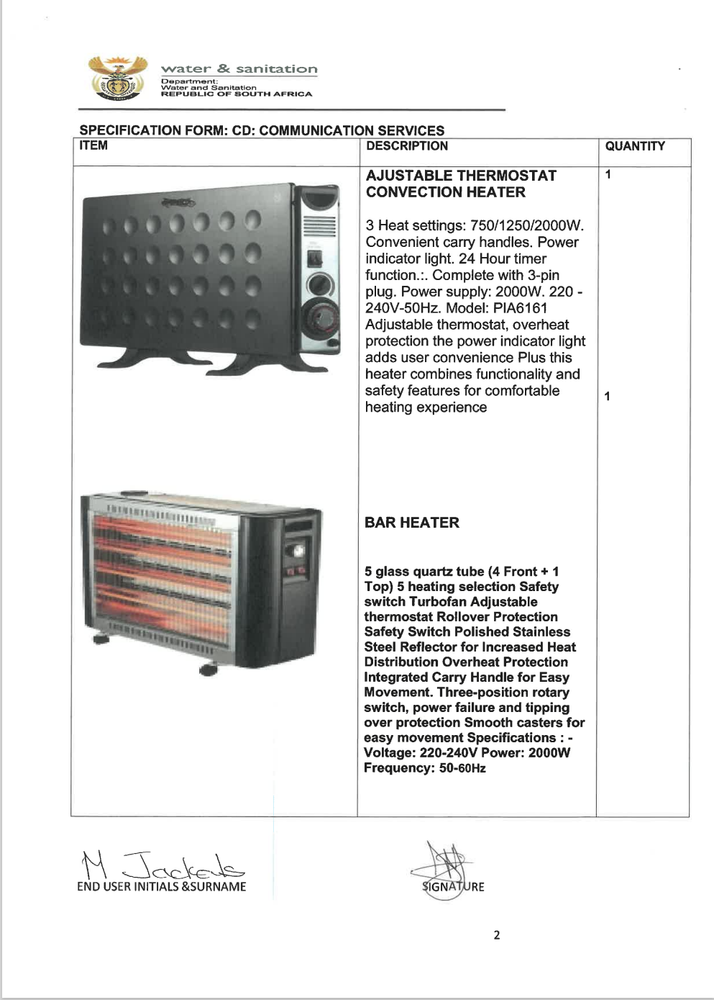 water & sanitation
Department:
Water and Sanitation
REPUBLIC OF SOUTH AFRICA
SPECIFICATION FORM: CD: COMMUNICATION SERVICES
ITEM DESCRIPTION QUANTITY
AJUSTABLE THERMOSTAT 1
CONVECTION HEATER
3 Heat settings: 750/1250/2000W.
Convenient carry handles. Power
indicator light. 24 Hour timer
function.:. Complete with 3-pin
plug. Power supply: 2000W. 220 -
240V-50Hz. Model: PIA6161
Adjustable thermostat, overheat
protection the power indicator light
adds user convenience Plus this
heater combines functionality and
safety features for comfortable
heating experience
1
BAR HEATER
5 glass quartz tube (4 Front + 1
Top) 5 heating selection Safety
switch Turbofan Adjustable
thermostat Rollover Protection
Safety Switch Polished Stainless
Steel Reflector for Increased Heat
Distribution Overheat Protection
Integrated Carry Handle for Easy
Movement. Three-position rotary
switch, power failure and tipping
over protection Smooth casters for
easy movement Specifications : -
Voltage: 220-240V Power: 2000W
Frequency: 50-60Hz
M
END USER INITIALS &SURNAME
SIGNATURE
2